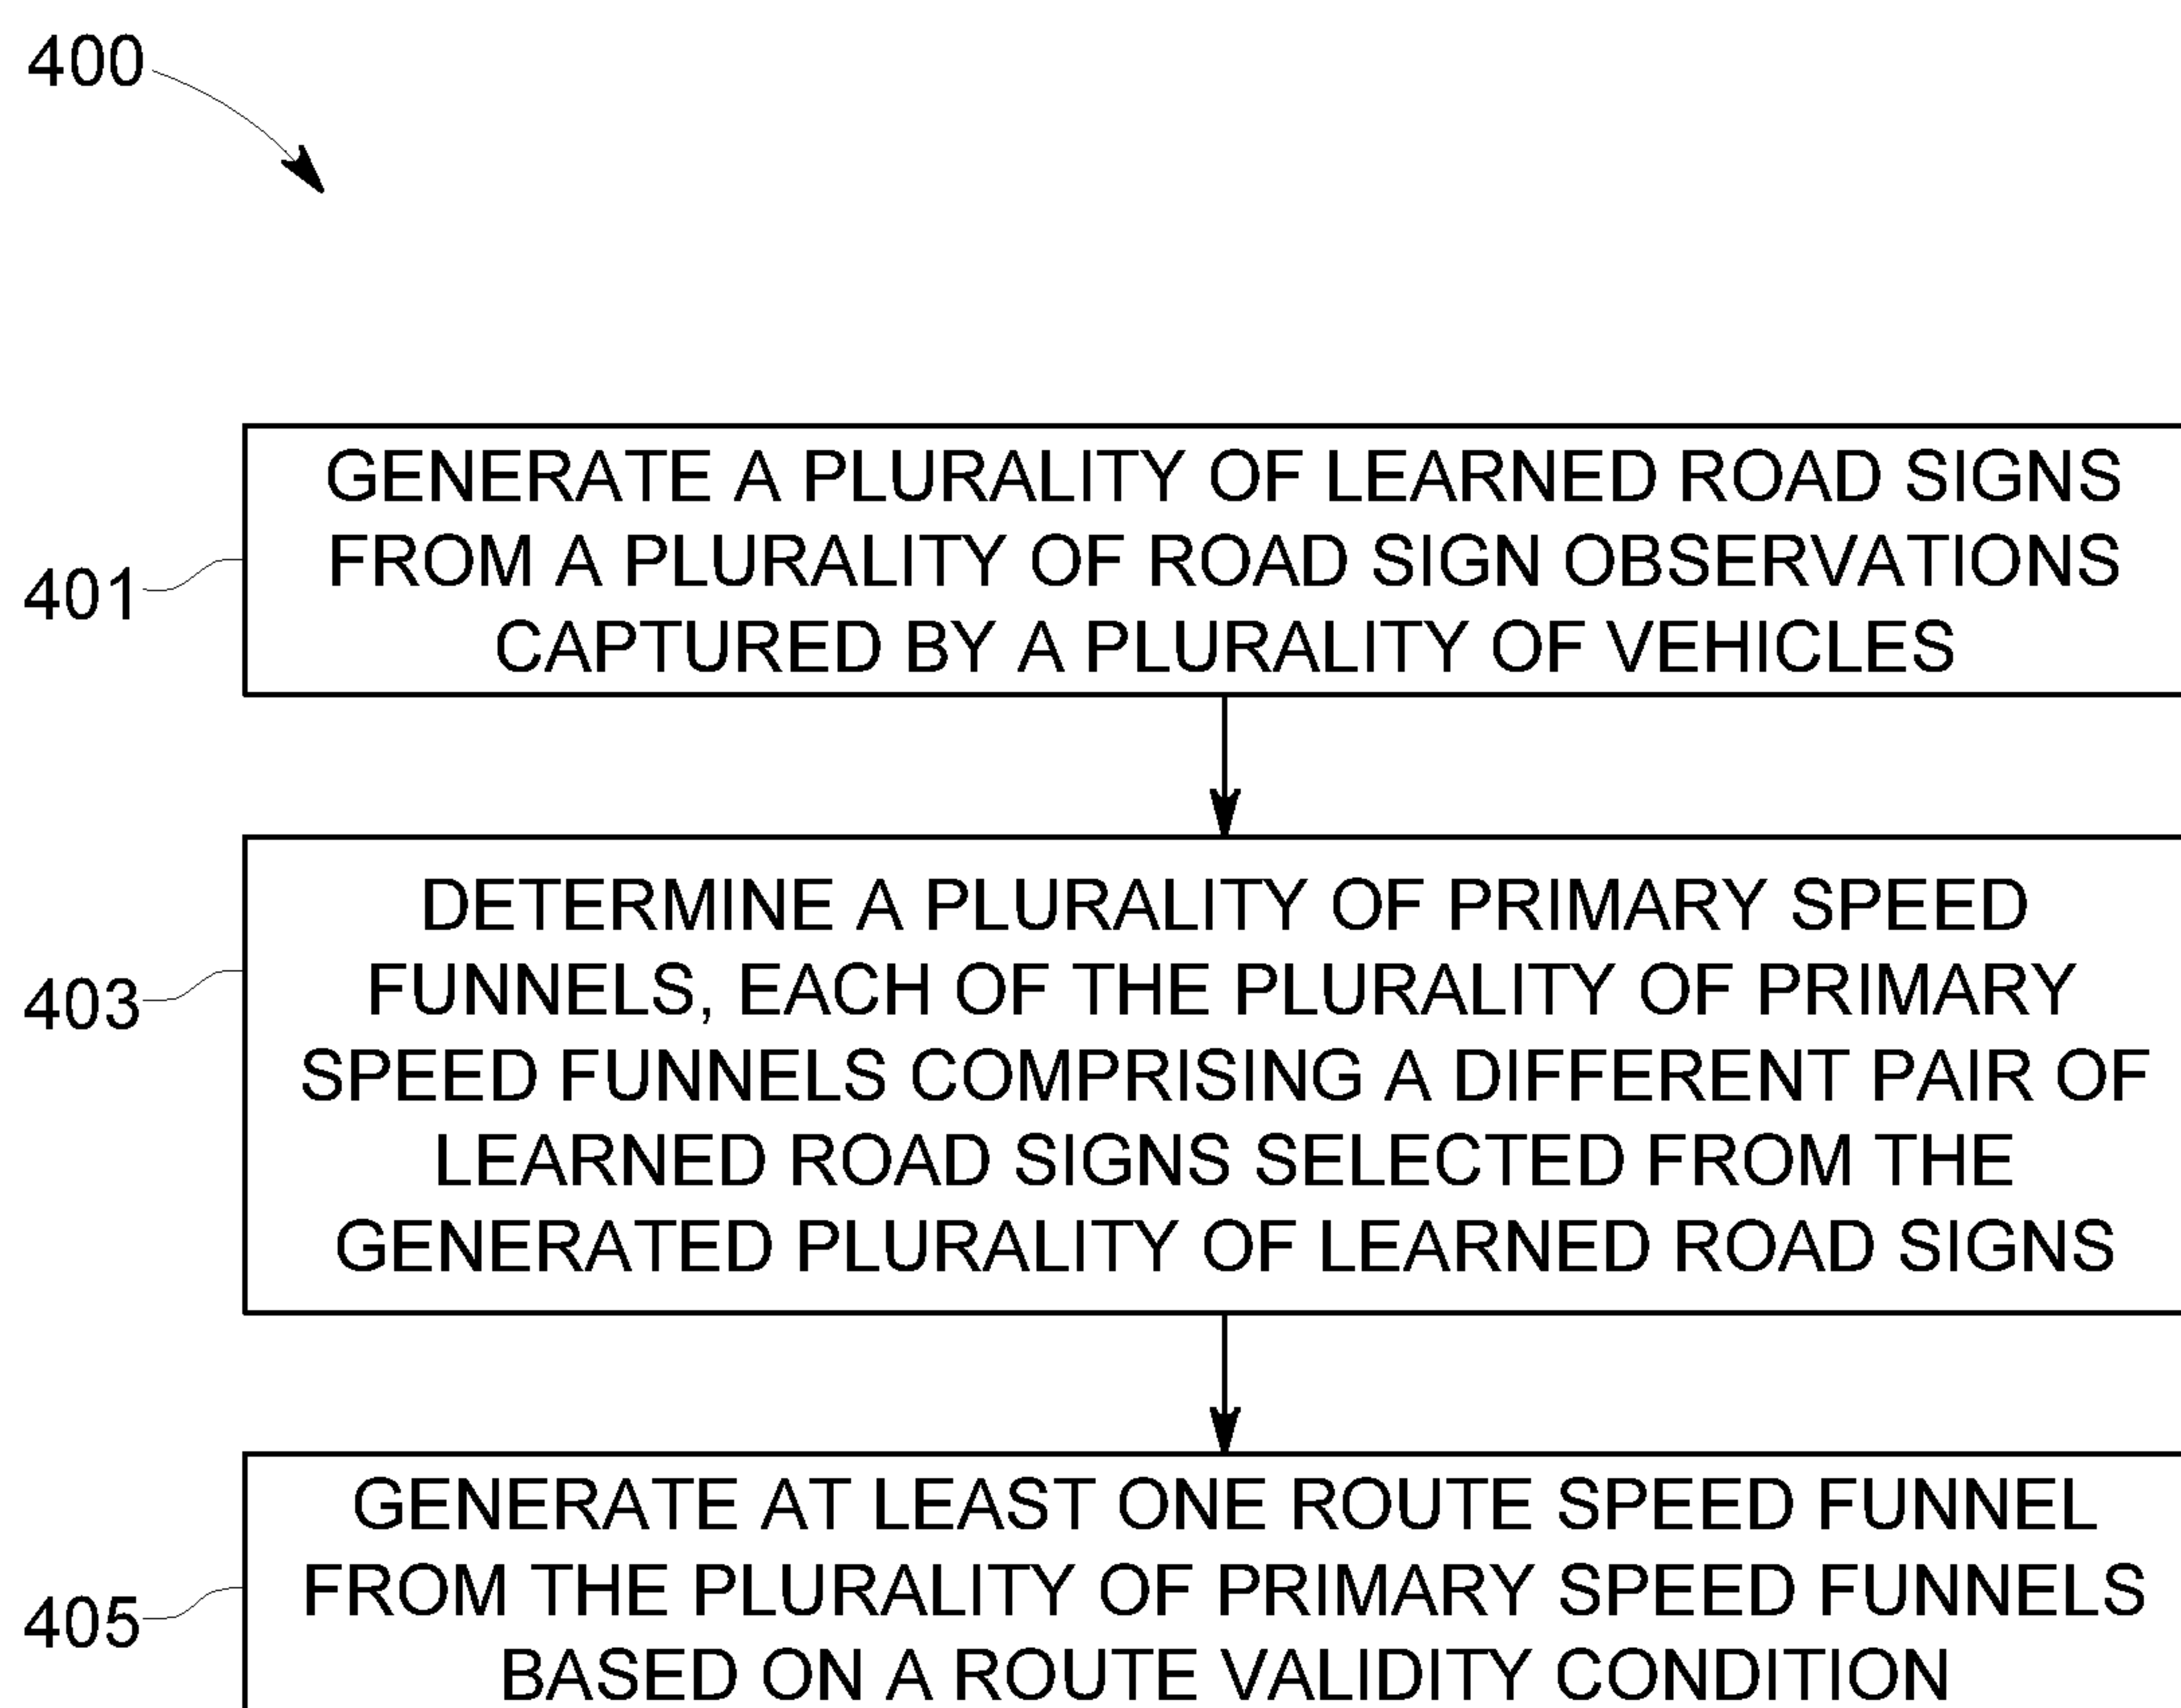 400
GENERATE A PLURALITY OF LEARNED ROAD SIGNS
FROM A PLURALITY OF ROAD SIGN OBSERVATIONS
CAPTURED BY A PLURALITY OF VEHICLES
401
DETERMINE A PLURALITY OF PRIMARY SPEED
FUNNELS, EACH OF THE PLURALITY OF PRIMARY
SPEED FUNNELS COMPRISING A DIFFERENT PAIR OF
LEARNED ROAD SIGNS SELECTED FROM THE
GENERATED PLURALITY OF LEARNED ROAD SIGNS
403
GENERATE AT LEAST ONE ROUTE SPEED FUNNEL
FROM THE PLURALITY OF PRIMARY SPEED FUNNELS
BASED ON A ROUTE VALIDITY CONDITION
405